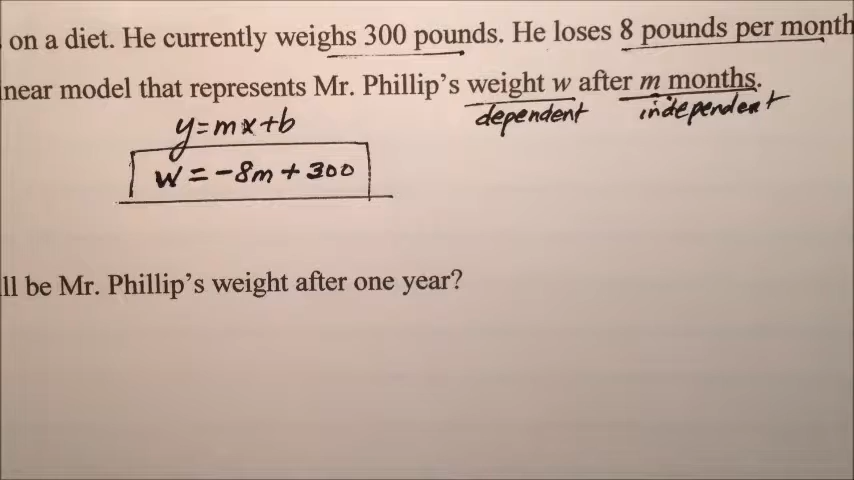 on a diet. He currently weighs 300 pounds. He loses 8 pounds per month
near model that represents Mr. Phillip's weight w after m months.
dependent independent
y=mx+b
w = -8m + 300
ll be Mr. Phillip's weight after one year?